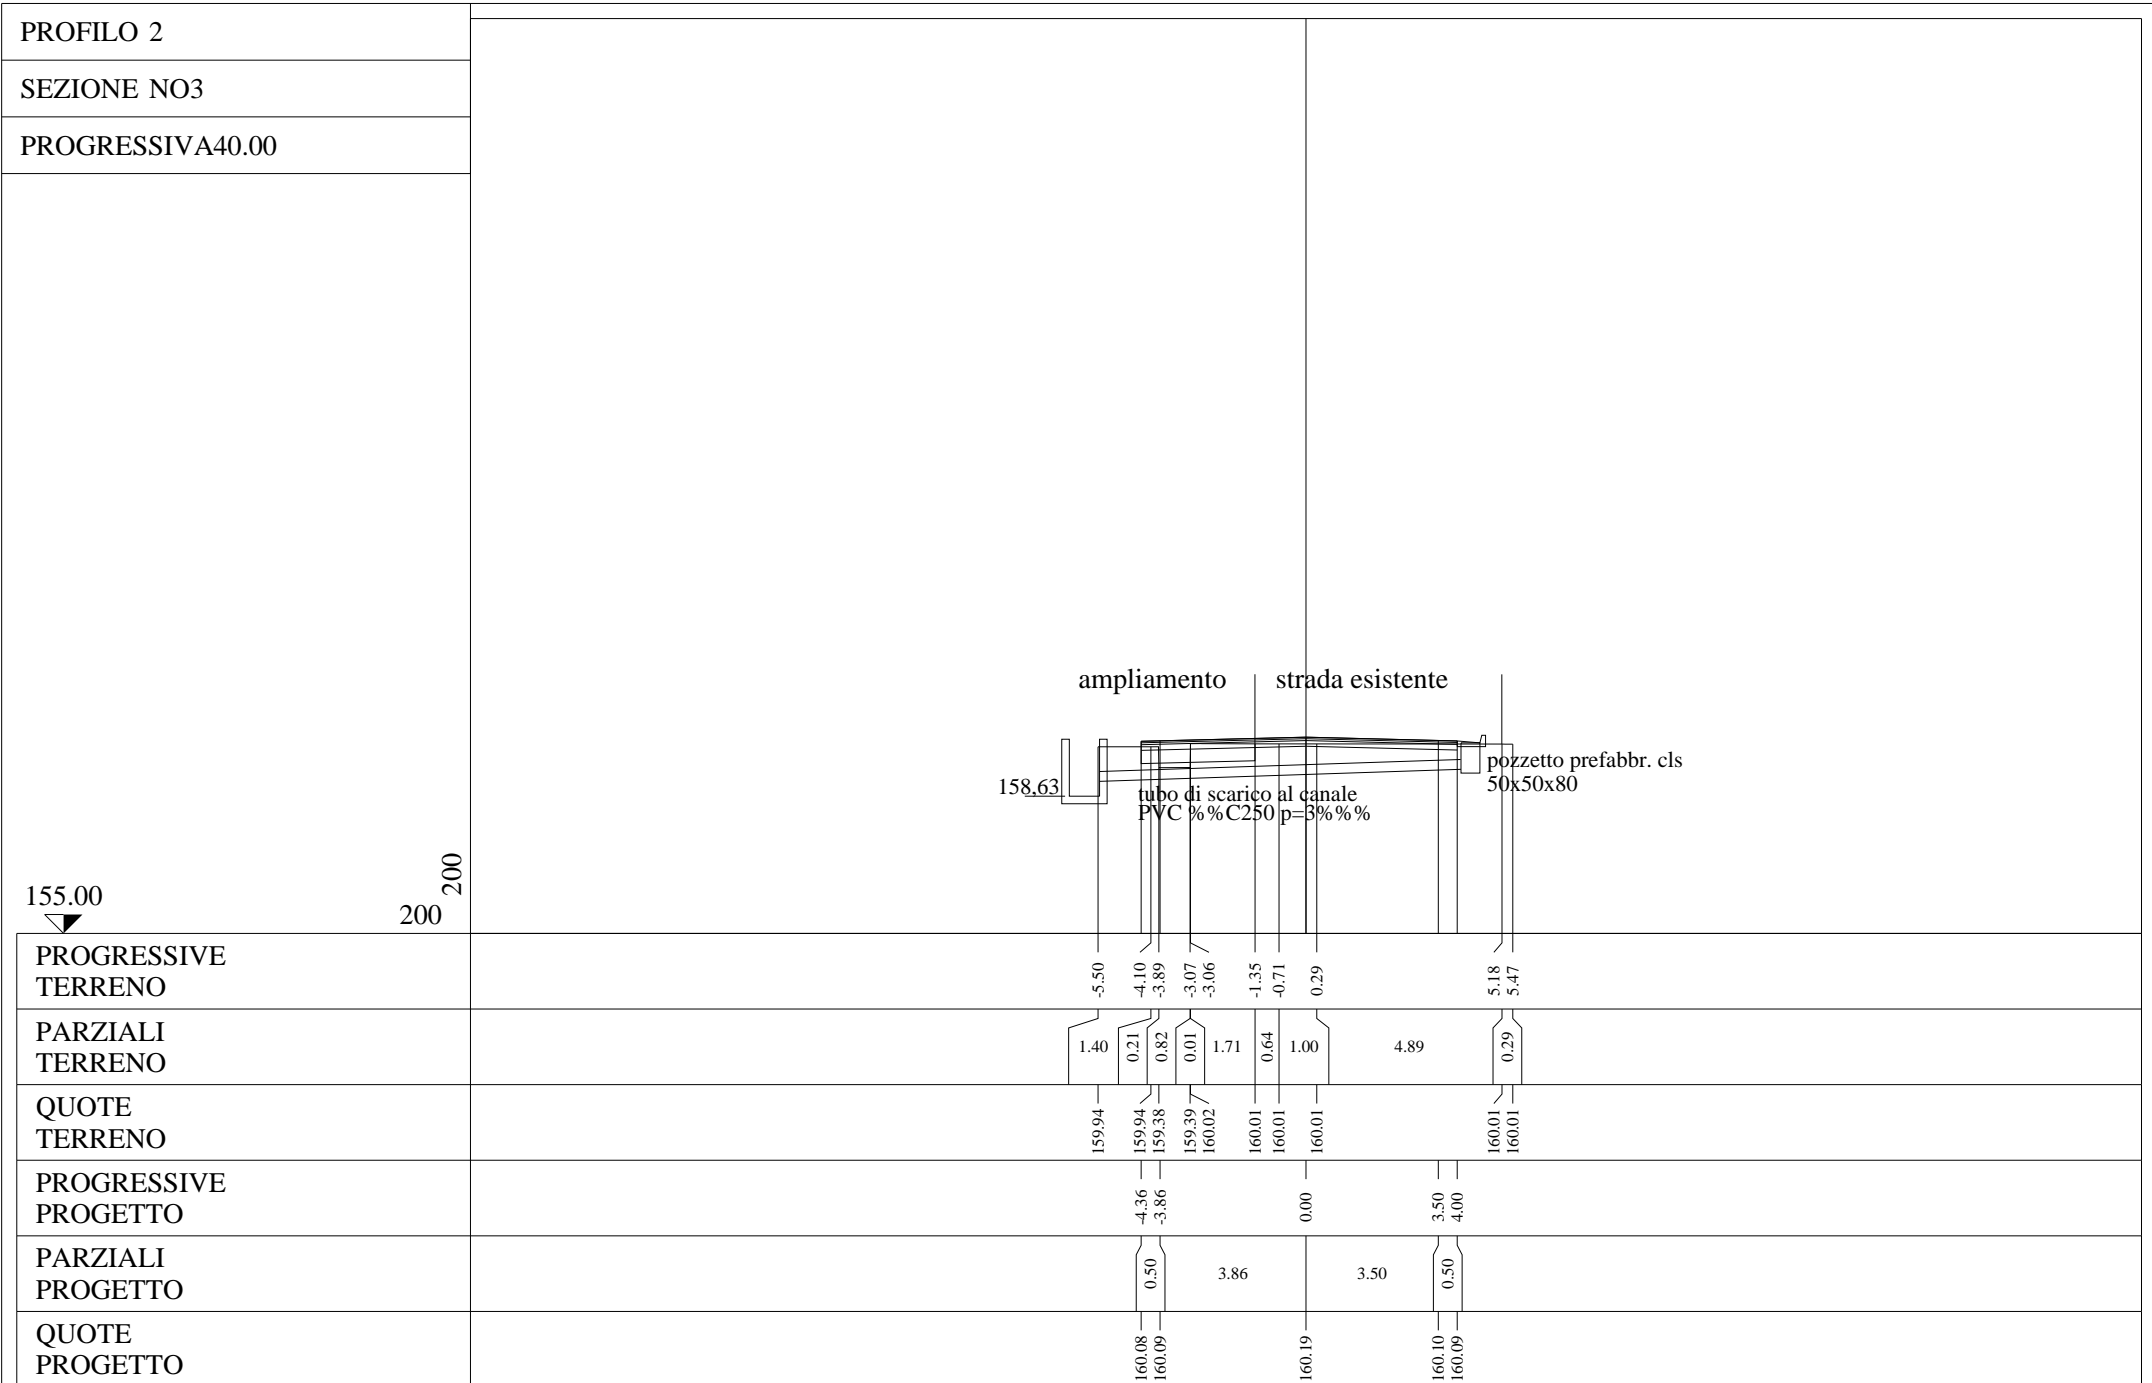 PROFILO 2
SEZIONE NO3
PROGRESSIVA40.00
ampliamento strada esistente
158,63
pozzetto prefabbr. cls
50x50x80
tubo di scarico al canale
PVC %%C250 p=3%%%
155.00
200
200
PROGRESSIVE
TERRENO
-5.50 -4.10 -3.89 -3.07 -3.06 -1.35 -0.71 0.29 5.18 5.47
PARZIALI
TERRENO
1.40 0.21 0.82 0.01 1.71 0.64 1.00 4.89 0.29
QUOTE
TERRENO
159.94 159.94 159.38 159.39 160.02 160.01 160.01 160.01 160.01 160.01
PROGRESSIVE
PROGETTO
-4.36 -3.86 0.00 3.50 4.00
PARZIALI
PROGETTO
0.50 3.86 3.50 0.50
QUOTE
PROGETTO
160.08 160.09 160.19 160.10 160.09